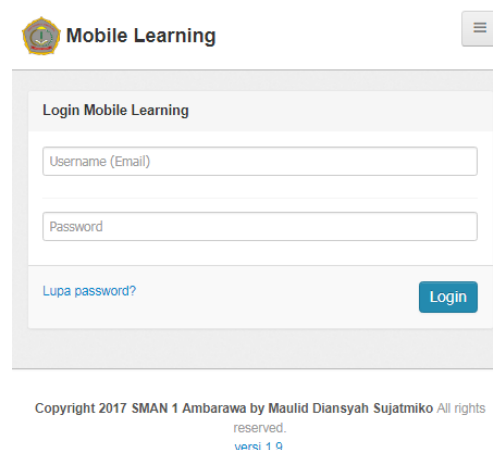 Mobile Learning
Login Mobile Learning
Username (Email)
Password
Lupa password?
Login
Copyright 2017 SMAN 1 Ambarawa by Maulid Diansyah Sujatmiko All rights
reserved.
versi 1.9